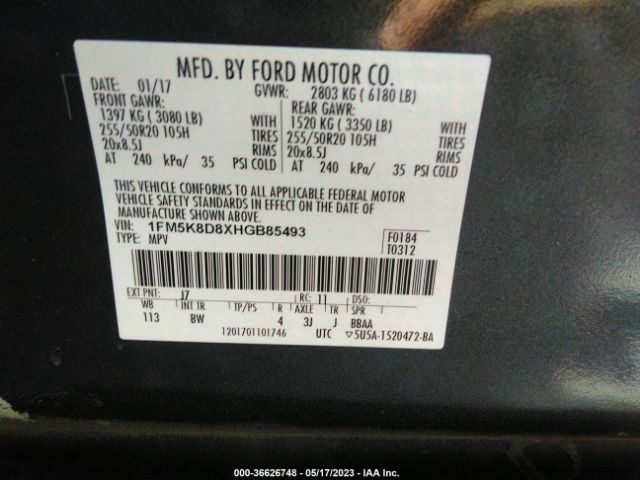 MFD. BY FORD MOTOR CO.
DATE: 01/17 GVWR: 2803 KG ( 6180 LB)
FRONT GAWR: REAR GAWR:
1397 KG ( 3080 LB) WITH 1520 KG ( 3350 LB) WITH
255/50R20 105H TIRES 255/50R20 105H TIRES
20x8.5J RIMS 20x8.5J RIMS
AT 240 kPa/ 35 PSI COLD AT 240 kPa/ 35 PSI COLD
THIS VEHICLE CONFORMS TO ALL APPLICABLE FEDERAL MOTOR
VEHICLE SAFETY STANDARDS IN EFFECT ON THE DATE OF
MANUFACTURE SHOWN ABOVE.
VIN: 1FM5K8D8XHGB85493 F0184
TYPE: MPV T0312
EXT PNT: J7 RC: 11 DSO:
WB INT TR TP/PS R AXLE TR SPR
113 BW 4 3J J BBAA
1201701101746 UTC ▽5U5A-1520472-BA
000-36626748 — 05/17/2023 — IAA Inc.